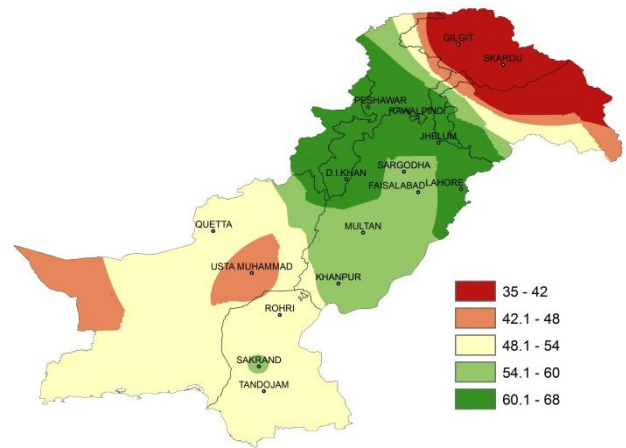 GILGIT
SKARDU
PESHAWAR
RAWALPINDI
JHELUM
SARGODHA
D.I.KHAN
FAISALABAD
LAHORE
QUETTA
MULTAN
USTA MUHAMMAD
KHANPUR
ROHRI
SAKRAND
TANDOJAM
35 - 42
42.1 - 48
48.1 - 54
54.1 - 60
60.1 - 68